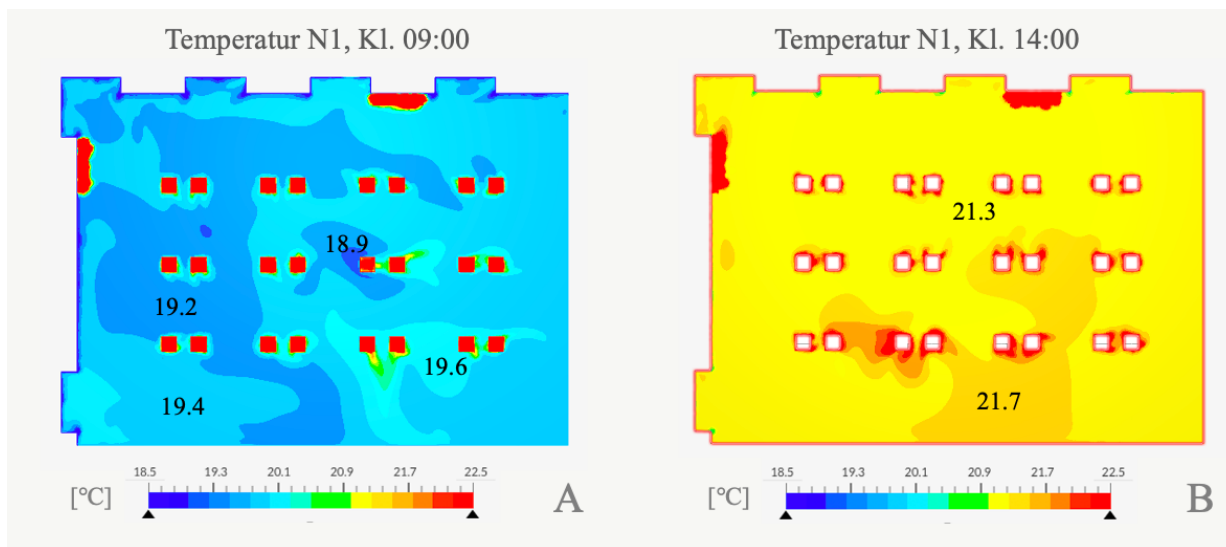 Temperatur N1, Kl. 09:00
18.9
19.2
19.6
19.4
18.5 19.3 20.1 20.9 21.7 22.5
[°C]
A
Temperatur N1, Kl. 14:00
21.3
21.7
18.5 19.3 20.1 20.9 21.7 22.5
[°C]
B